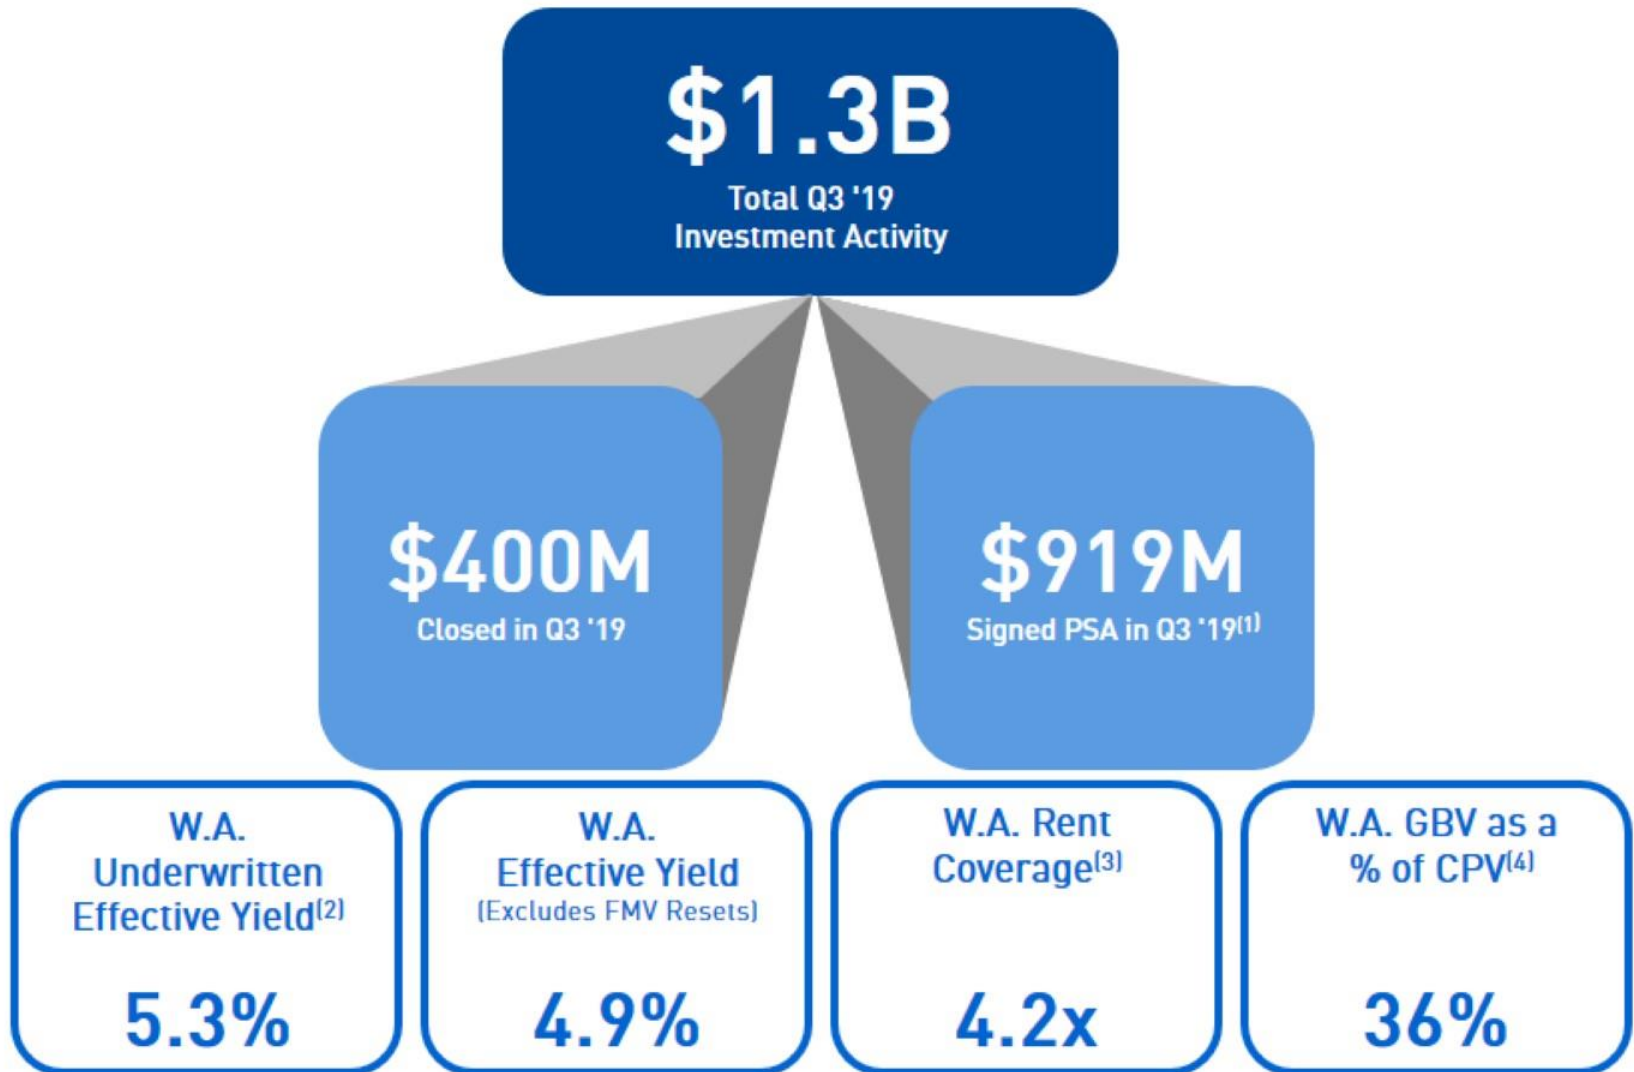 $1.3B
Total Q3 '19
Investment Activity
$400M
Closed in Q3 '19
$919M
Signed PSA in Q3 '19(1)
W.A.
Underwritten
Effective Yield(2)
5.3%
W.A.
Effective Yield
(Excludes FMV Resets)
4.9%
W.A. Rent
Coverage(3)
4.2x
W.A. GBV as a
% of CPV(4)
36%